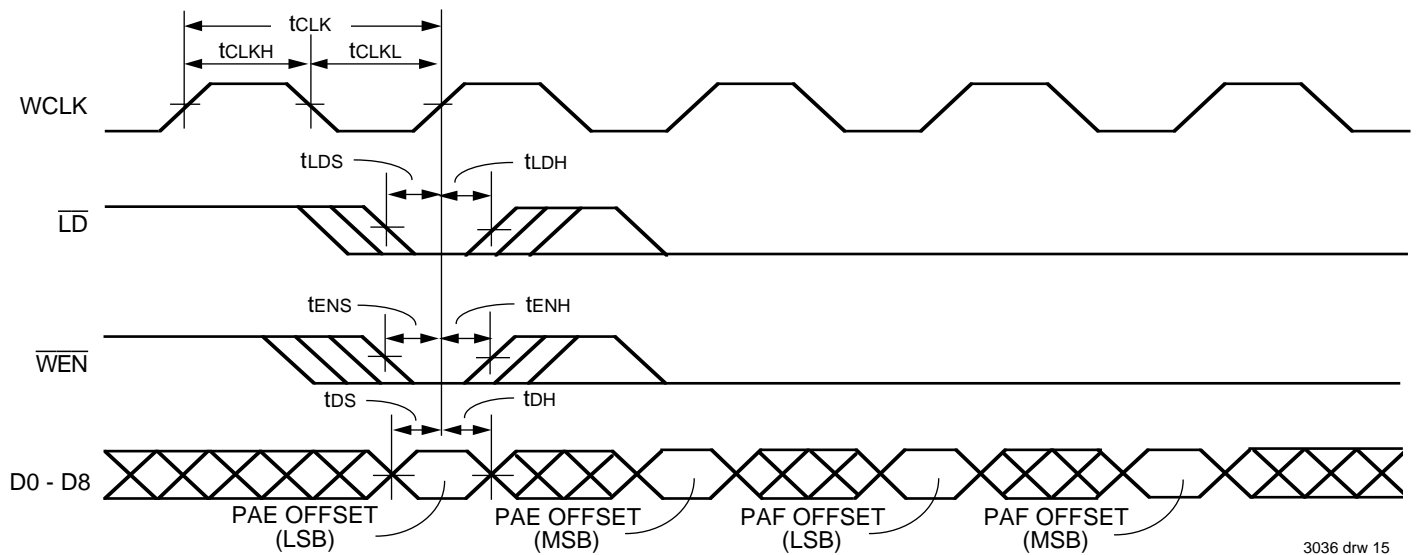 tCLK
tCLKH
tCLKL
WCLK
tLDS
tLDH
LD
tENS
tENH
WEN
tDS
tDH
D0 - D8
PAE OFFSET
(LSB)
PAE OFFSET
(MSB)
PAF OFFSET
(LSB)
PAF OFFSET
(MSB)
3036 drw 15